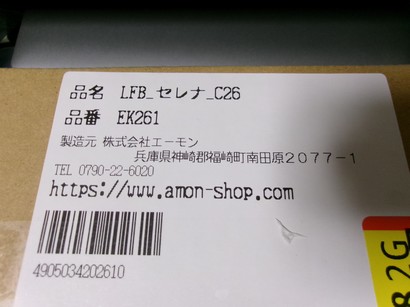 品名 LFB_セレナ_C26
品番 EK261
製造元 株式会社エーモン
兵庫県神崎郡福崎町南田原2077-1
TEL 0790-22-6020
https://www.amon-shop.com
4905034202610
8.2G